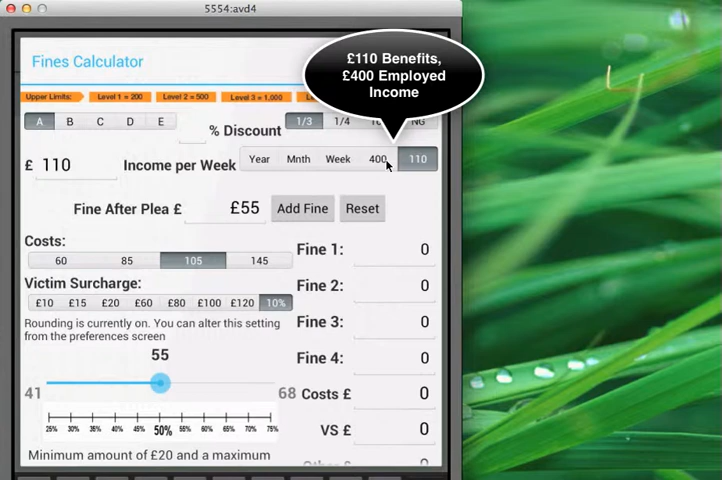 5554:avd4
£110 Benefits,
£400 Employed
Income
Fines Calculator
Upper Limits: Level 1 = 200 Level 2 = 500 Level 3 = 1,000
A B C D E % Discount 1/3 1/4 NG
£ 110 Income per Week Year Mnth Week 400 110
Fine After Plea £ £55 Add Fine Reset
Costs:
60 85 105 145
Fine 1: 0
Victim Surcharge:
Fine 2: 0
£10 £15 £20 £60 £80 £100 £120 10%
Rounding is currently on. You can alter this setting
from the preferences screen
Fine 3: 0
55
Fine 4: 0
41 68
Costs £ 0
25% 30% 35% 40% 45% 50% 55% 60% 65% 70% 75%
VS £ 0
Minimum amount of £20 and a maximum